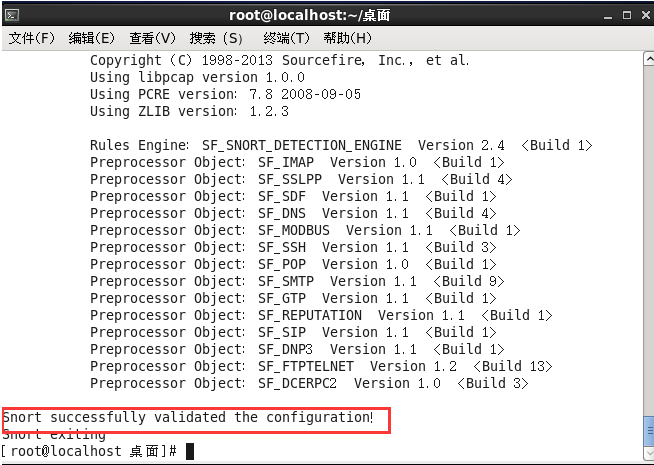 root@localhost:~/桌面
文件(F) 编辑(E) 查看(V) 搜索 (S) 终端(T) 帮助(H)
Copyright (C) 1998-2013 Sourcefire, Inc., et al.
Using libpcap version 1.0.0
Using PCRE version: 7.8 2008-09-05
Using ZLIB version: 1.2.3
Rules Engine: SF_SNORT_DETECTION_ENGINE Version 2.4 <Build 1>
Preprocessor Object: SF_IMAP Version 1.0 <Build 1>
Preprocessor Object: SF_SSLPP Version 1.1 <Build 4>
Preprocessor Object: SF_SDF Version 1.1 <Build 1>
Preprocessor Object: SF_DNS Version 1.1 <Build 4>
Preprocessor Object: SF_MODBUS Version 1.1 <Build 1>
Preprocessor Object: SF_SSH Version 1.1 <Build 3>
Preprocessor Object: SF_POP Version 1.0 <Build 1>
Preprocessor Object: SF_SMTP Version 1.1 <Build 9>
Preprocessor Object: SF_GTP Version 1.1 <Build 1>
Preprocessor Object: SF_REPUTATION Version 1.1 <Build 1>
Preprocessor Object: SF_SIP Version 1.1 <Build 1>
Preprocessor Object: SF_DNP3 Version 1.1 <Build 1>
Preprocessor Object: SF_FTPTELNET Version 1.2 <Build 13>
Preprocessor Object: SF_DCERPC2 Version 1.0 <Build 3>
Snort successfully validated the configuration!
Snort exiting
[root@localhost 桌面]#